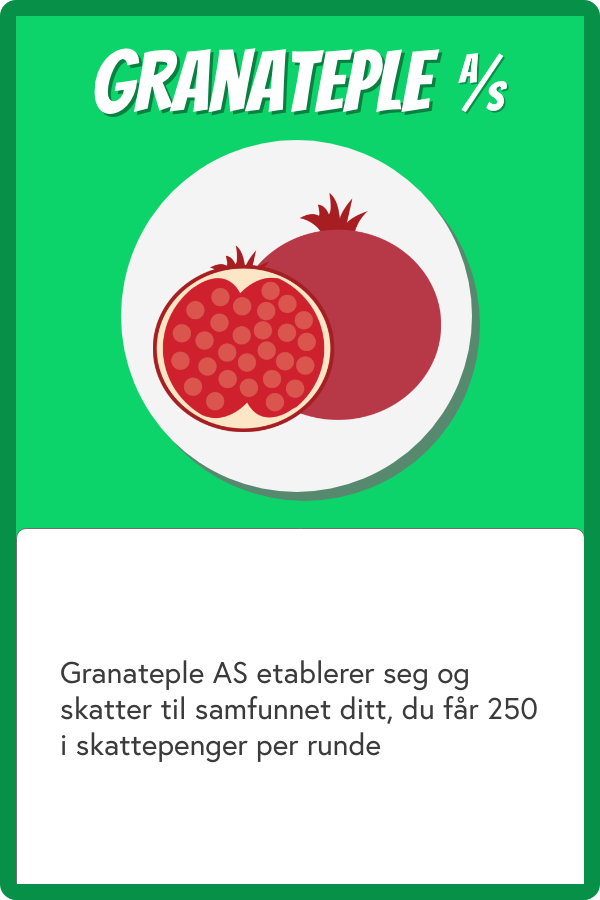 GRANATEPLE A/S
Granateple AS etablerer seg og
skatter til samfunnet ditt, du får 250
i skattepenger per runde